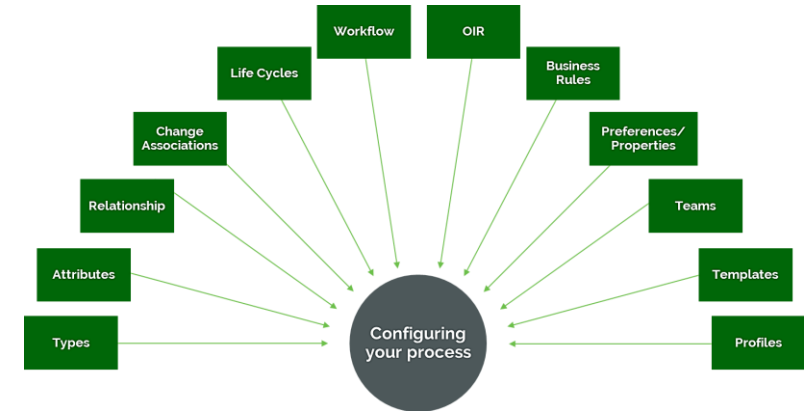 Workflow
OIR
Life Cycles
Business
Rules
Change
Associations
Preferences/
Properties
Relationship
Teams
Attributes
Templates
Types
Configuring
your process
Profiles